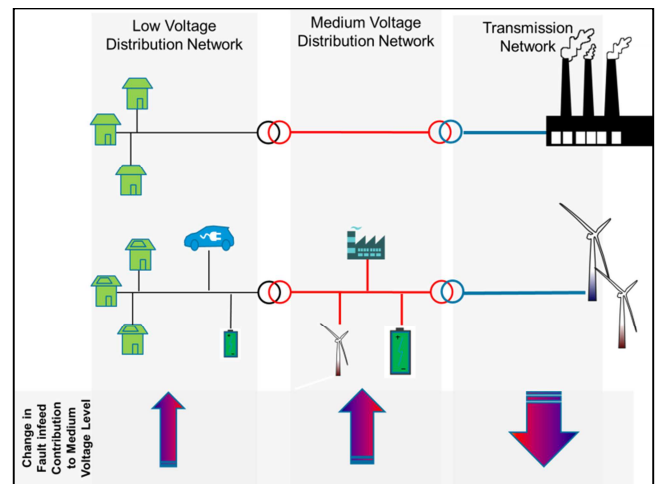 Low Voltage
Distribution Network
Medium Voltage
Distribution Network
Transmission
Network
Change in
Fault infeed
Contribution
to Medium
Voltage Level